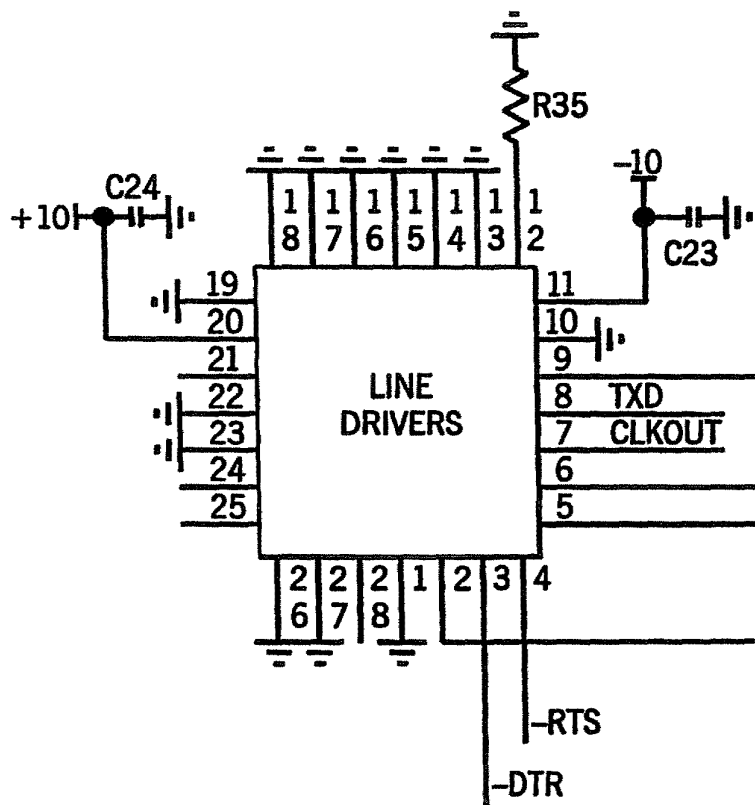 R35
-10
C24
+10
C23
1 1 1 1 1 1 1
8 7 6 5 4 3 2
19
20
21
22
23
24
25
11
10
9
8 TXD
7 CLKOUT
6
5
LINE
DRIVERS
2 2 2 1 2 3 4
6 7 8
-RTS
-DTR